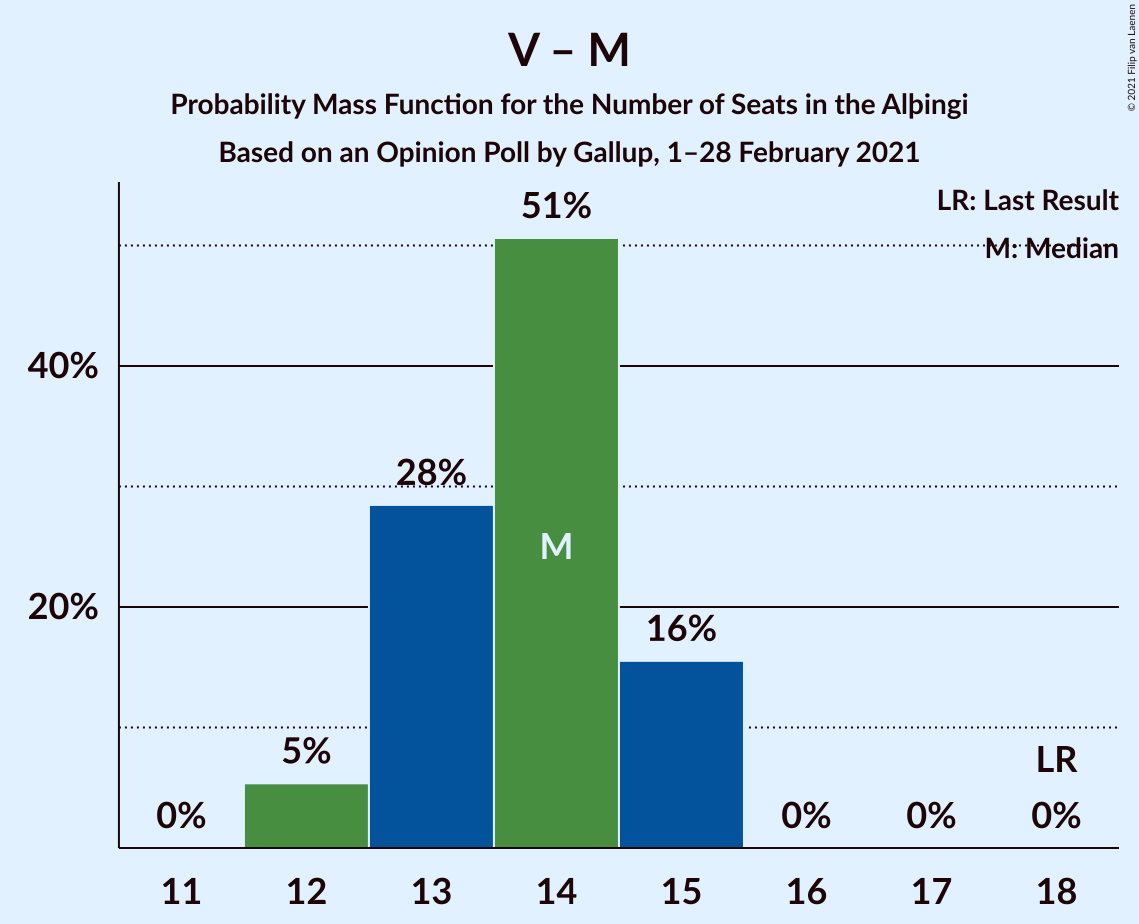 V – M
Probability Mass Function for the Number of Seats in the Alþingi
Based on an Opinion Poll by Gallup, 1–28 February 2021
© 2021 Filip van Laenen
LR: Last Result
M: Median
51%
40%
28%
M
20%
16%
5%
LR
0%
0%
0%
0%
11
12
13
14
15
16
17
18